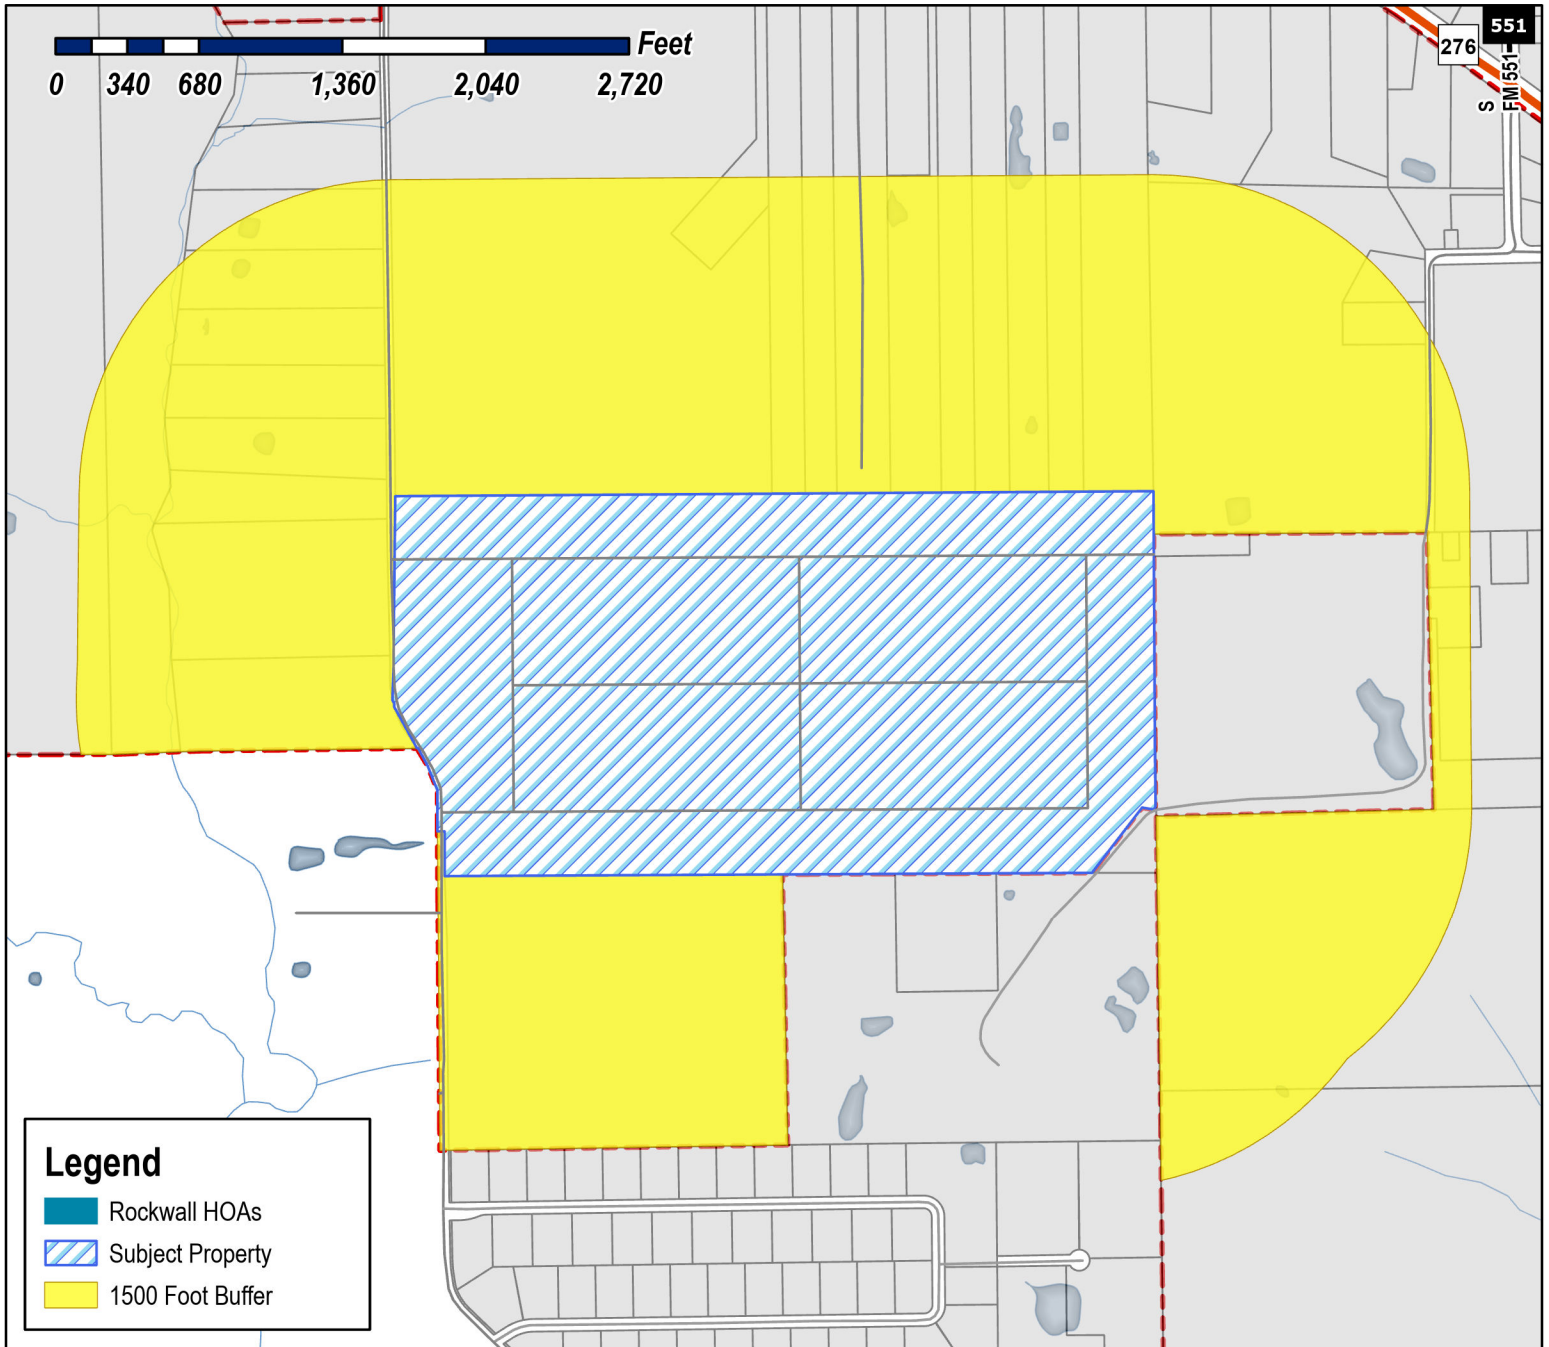 Feet
0 340 680 1,360 2,040 2,720
551
276
S
FM 551
Legend
Rockwall HOAs
Subject Property
1500 Foot Buffer